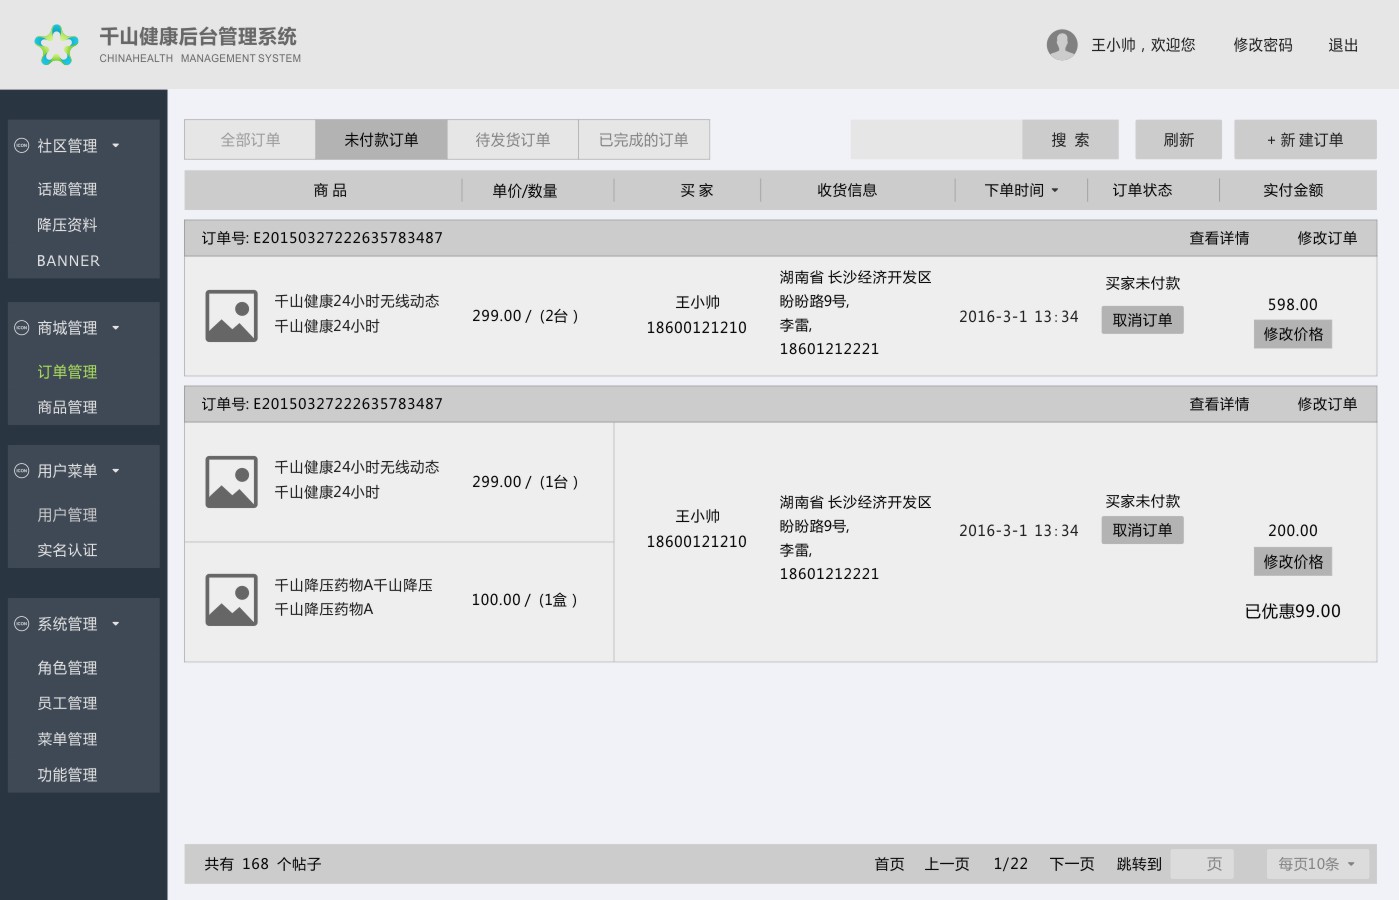 千山健康后台管理系统
CHINAHEALTH MANAGEMENT SYSTEM
王小帅，欢迎您 修改密码 退出
社区管理
话题管理
降压资料
BANNER
商城管理
订单管理
商品管理
用户菜单
用户管理
实名认证
系统管理
角色管理
员工管理
菜单管理
功能管理
全部订单 未付款订单 待发货订单 已完成的订单 搜 索 刷新 + 新 建订单
商 品 单价/数量 买 家 收货信息 下单时间 订单状态 实付金额
订单号: E20150327222635783487 查看详情 修改订单
千山健康24小时无线动态
千山健康24小时
299.00 /（2台 ）
王小帅
18600121210
湖南省 长沙经济开发区
盼盼路9号,
李雷,
18601212221
2016-3-1 13:34
买家未付款
取消订单
598.00
修改价格
订单号: E20150327222635783487 查看详情 修改订单
千山健康24小时无线动态
千山健康24小时
299.00 /（1台 ）
千山降压药物A千山降压
千山降压药物A
100.00 /（1盒 ）
王小帅
18600121210
湖南省 长沙经济开发区
盼盼路9号,
李雷,
18601212221
2016-3-1 13:34
买家未付款
取消订单
200.00
修改价格
已优惠99.00
共有 168 个帖子 首页 上一页 1/22 下一页 跳转到 页 每页10条